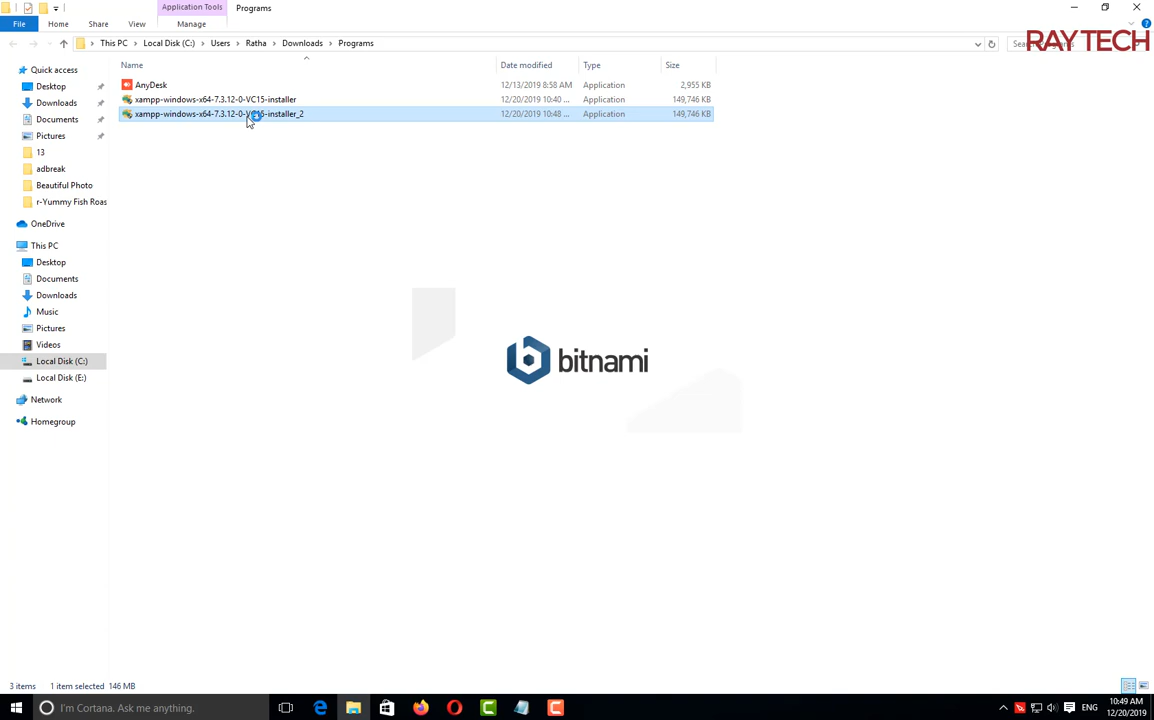 Application Tools
Programs
File
Home
Share
View
Manage
This PC
Local Disk (C:)
Users
Ratha
Downloads
Programs
RAY TECH
Name
Date modified
Type
Size
Quick access
Desktop
Downloads
Documents
Pictures
13
adbreak
Beautiful Photo
r-Yummy Fish Roas
OneDrive
This PC
Desktop
Documents
Downloads
Music
Pictures
Videos
Local Disk (C:)
Local Disk (E:)
Network
Homegroup
AnyDesk 12/13/2019 8:58 AM Application 2,955 KB
xampp-windows-x64-7.3.12-0-VC15-installer 12/20/2019 10:40 ... Application 149,746 KB
xampp-windows-x64-7.3.12-0-VC15-installer_2 12/20/2019 10:48 ... Application 149,746 KB
bitnami
3 items 1 item selected 146 MB
I'm Cortana. Ask me anything.
ENG
10:49 AM
12/20/2019